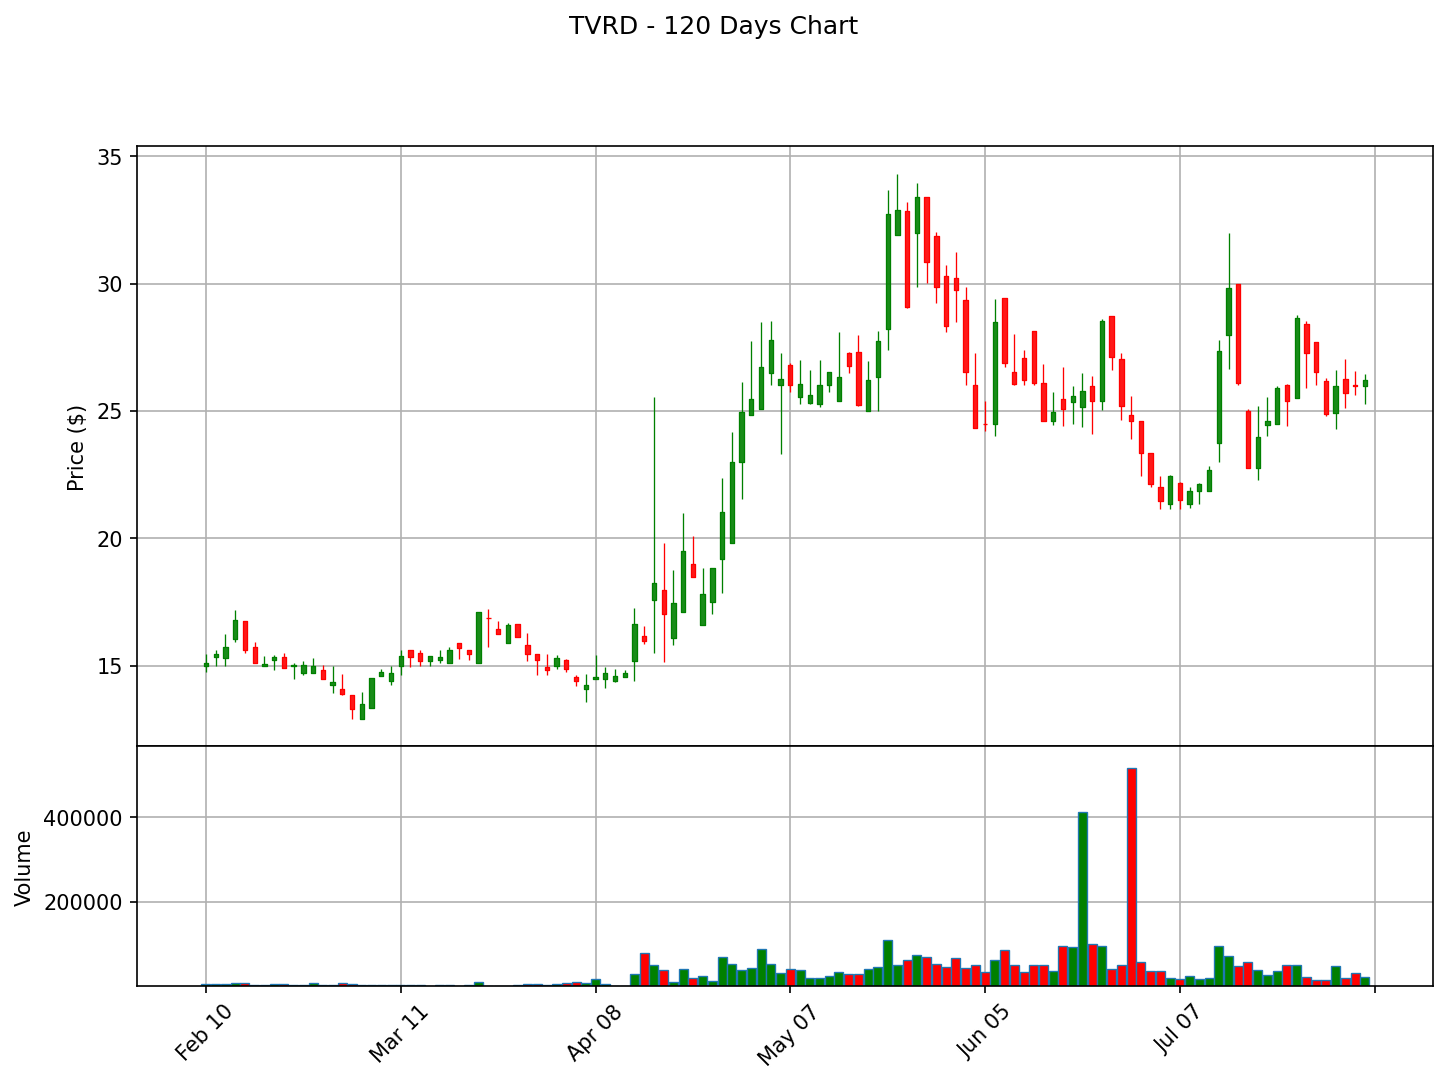 TVRD - 120 Days Chart
35
30
25
20
15
Price ($)
400000
200000
Volume
Feb 10
Mar 11
Apr 08
May 07
Jun 05
Jul 07